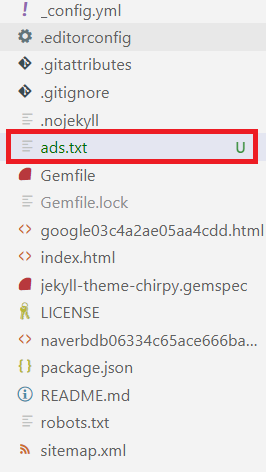 _config.yml
.editorconfig
.gitattributes
.gitignore
.nojekyll
ads.txt U
Gemfile
Gemfile.lock
google03c4a2ae05aa4cdd.html
index.html
jekyll-theme-chirpy.gemspec
LICENSE
naverbdb06334c65ace666ba...
package.json
README.md
robots.txt
sitemap.xml